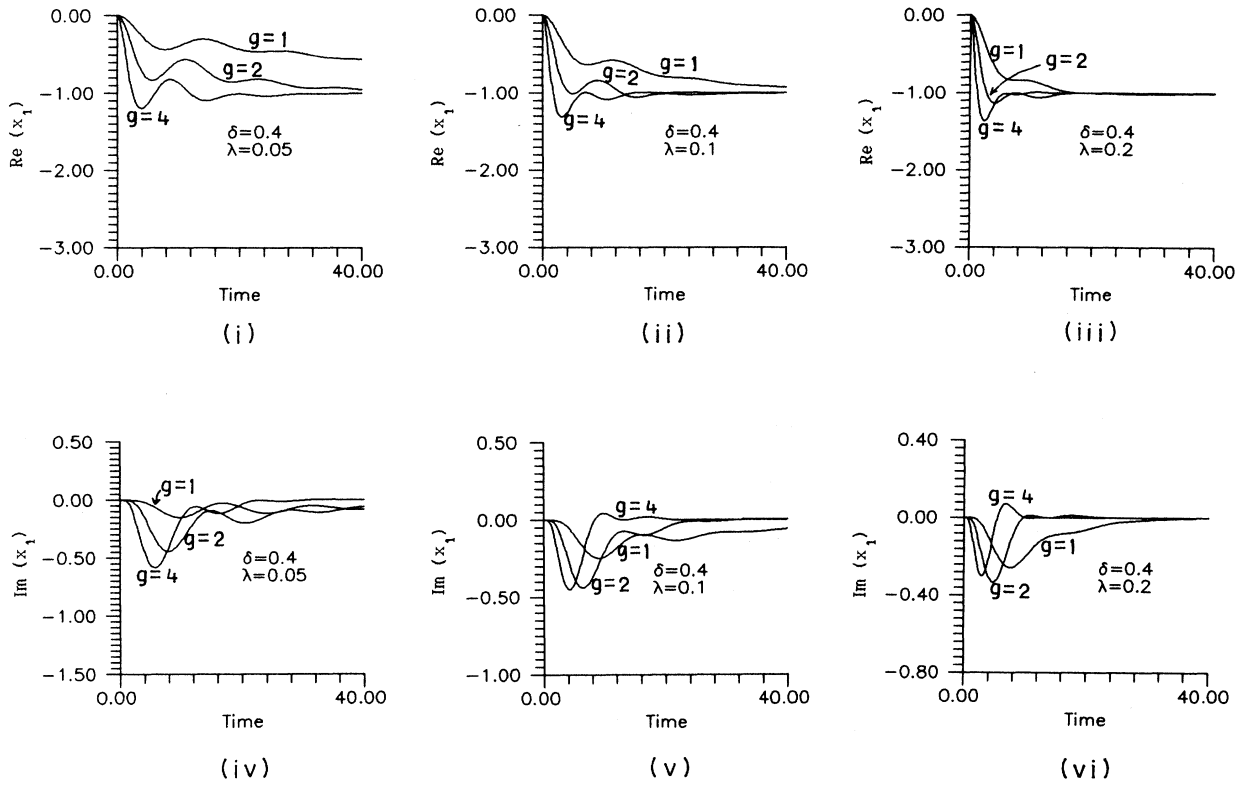 0.00
-1.00
-2.00
-3.00
Re (x₁)
g=1
g=2
g=4
δ=0.4
λ=0.05
0.00
40.00
Time
(i)
0.00
-1.00
-2.00
-3.00
Re (x₁)
g=1
g=2
g=4
δ=0.4
λ=0.1
0.00
40.00
Time
(ii)
0.00
-1.00
-2.00
-3.00
Re (x₁)
g=1
g=2
g=4
δ=0.4
λ=0.2
0.00
40.00
Time
(iii)
0.50
0.00
-0.50
-1.00
-1.50
Im (x₁)
g=1
g=2
g=4
δ=0.4
λ=0.05
0.00
40.00
Time
(iv)
0.50
0.00
-0.50
-1.00
Im (x₁)
g=4
g=1
g=2
δ=0.4
λ=0.1
0.00
40.00
Time
(v)
0.40
0.00
-0.40
-0.80
Im (x₁)
g=4
g=1
g=2
δ=0.4
λ=0.2
0.00
40.00
Time
(vi)